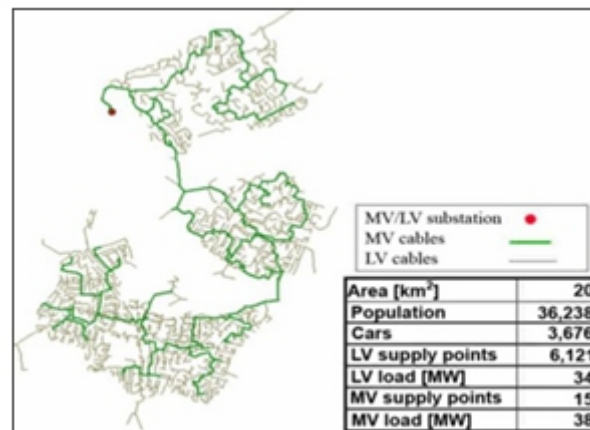 MV/LV substation
MV cables
LV cables
Area [km²] 20
Population 36,238
Cars 3,676
LV supply points 6,121
LV load [MW] 34
MV supply points 15
MV load [MW] 38